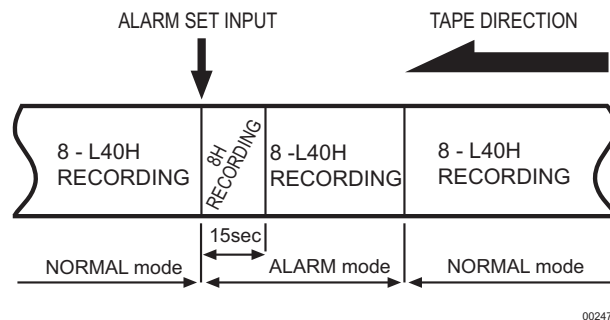 ALARM SET INPUT
TAPE DIRECTION
8 - L40H
RECORDING
8H
RECORDING
8 -L40H
RECORDING
8 - L40H
RECORDING
15sec
NORMAL mode
ALARM mode
NORMAL mode
00247